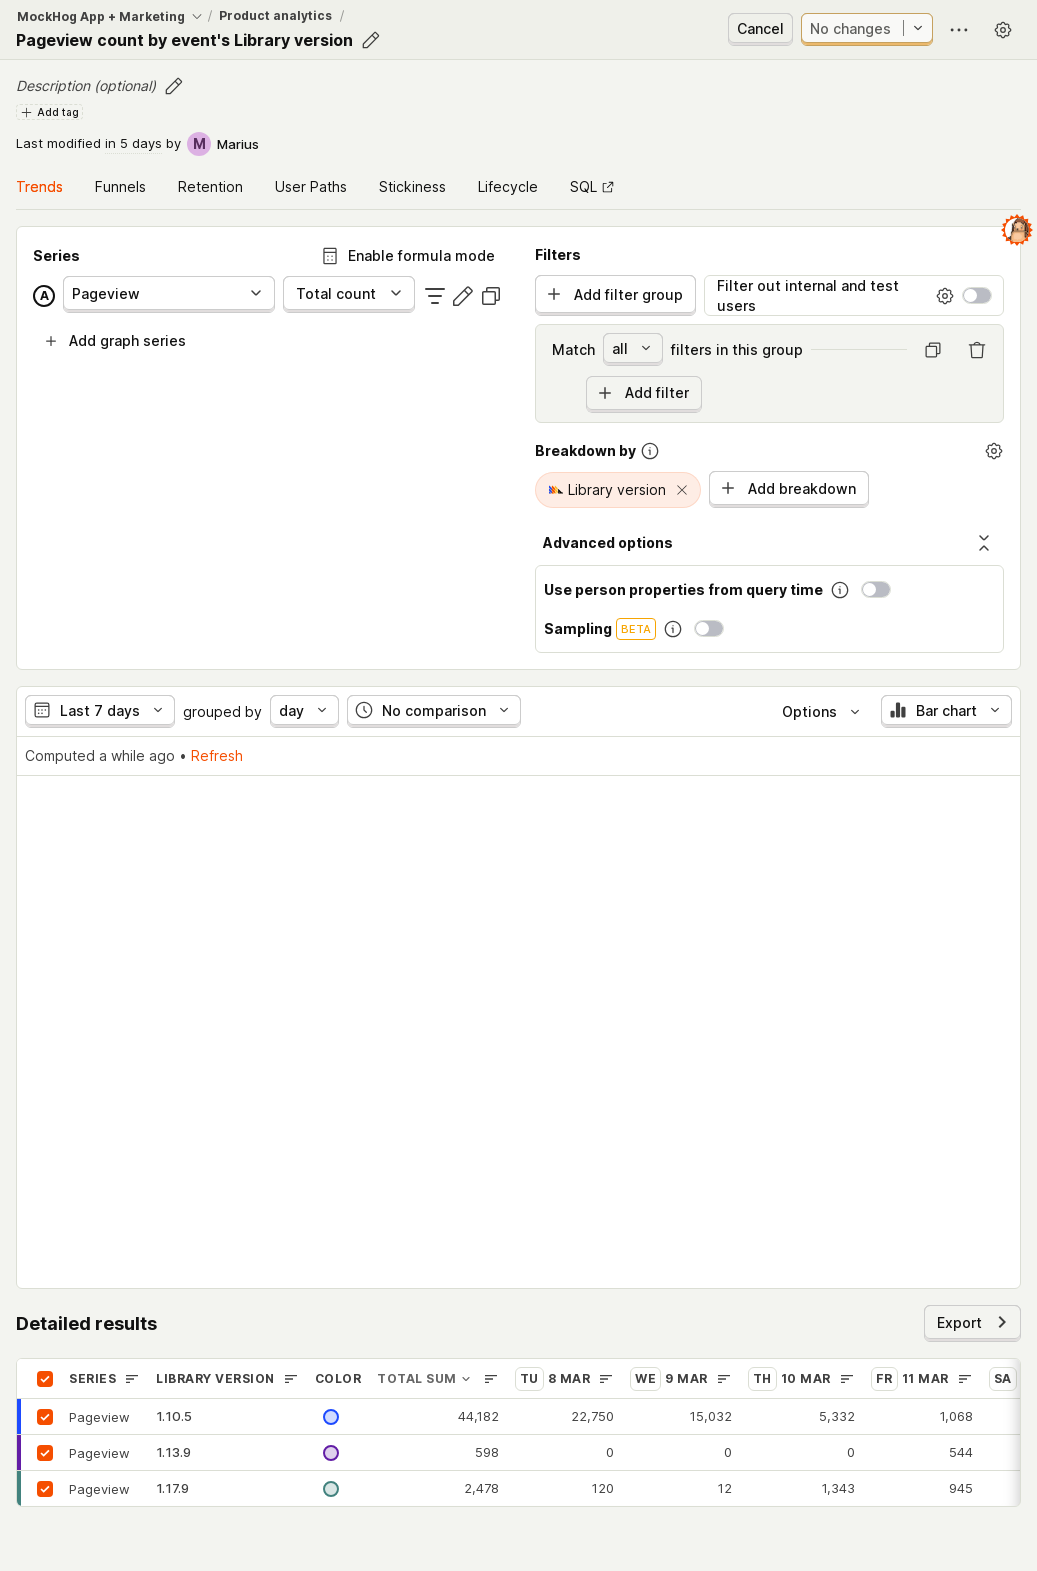 MockHog App + Marketing / Product analytics /
Pageview count by event's Library version
Cancel No changes
Description (optional)
Add tag
Last modified in 5 days by M Marius
Trends Funnels Retention User Paths Stickiness Lifecycle SQL
Series Enable formula mode
A Pageview Total count
Add graph series
Filters
Add filter group
Filter out internal and test
users
Match all filters in this group
Add filter
Breakdown by
Library version Add breakdown
Advanced options
Use person properties from query time
Sampling BETA
Last 7 days grouped by day No comparison Options Bar chart
Computed a while ago • Refresh
Detailed results Export
SERIES LIBRARY VERSION COLOR TOTAL SUM TU 8 MAR WE 9 MAR TH 10 MAR FR 11 MAR SA
Pageview 1.10.5 44,182 22,750 15,032 5,332 1,068
Pageview 1.13.9 598 0 0 0 544
Pageview 1.17.9 2,478 120 12 1,343 945